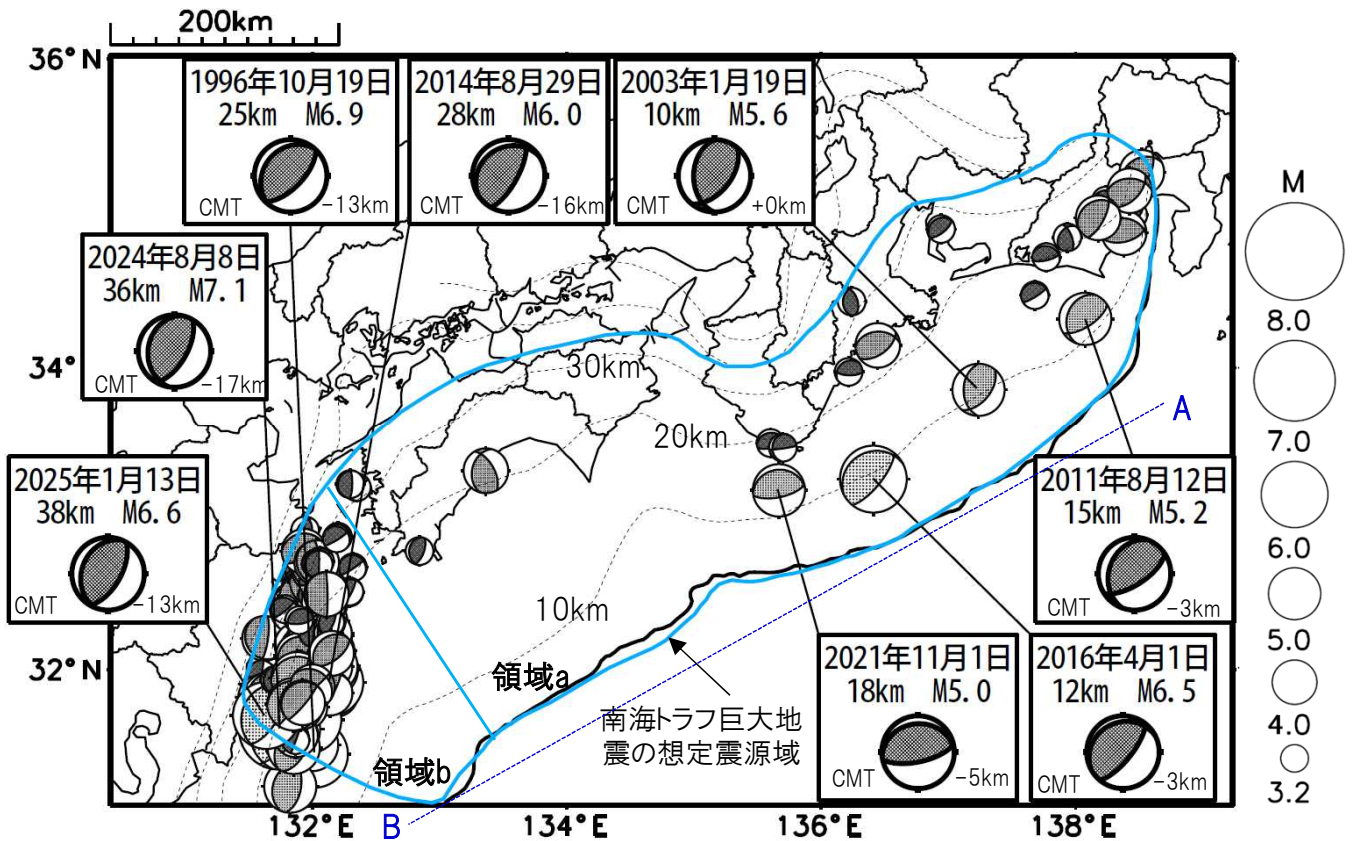 200km
36°N
1996年10月19日
25km M6.9
CMT
-13km
2014年8月29日
28km M6.0
CMT
-16km
2003年1月19日
10km M5.6
CMT
+0km
M
8.0
7.0
6.0
5.0
4.0
3.2
2024年8月8日
36km M7.1
CMT
-17km
34°
30km
20km
10km
A
2025年1月13日
38km M6.6
CMT
-13km
2011年8月12日
15km M5.2
CMT
-3km
32°N
領域a
領域b
南海トラフ巨大地
震の想定震源域
2021年11月1日
18km M5.0
CMT
-5km
2016年4月1日
12km M6.5
CMT
-3km
132°E
B
134°E
136°E
138°E